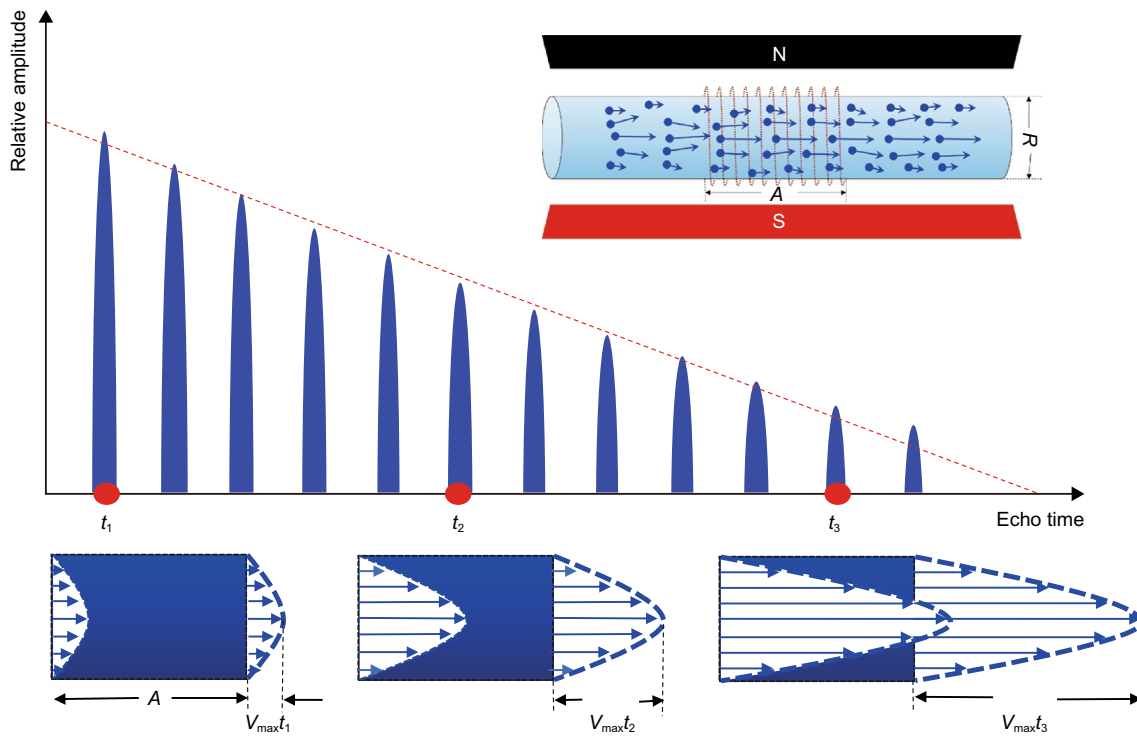 Relative amplitude
N
R
A
S
t₁
t₂
t₃
Echo time
A
Vmaxt₁
Vmaxt₂
Vmaxt₃